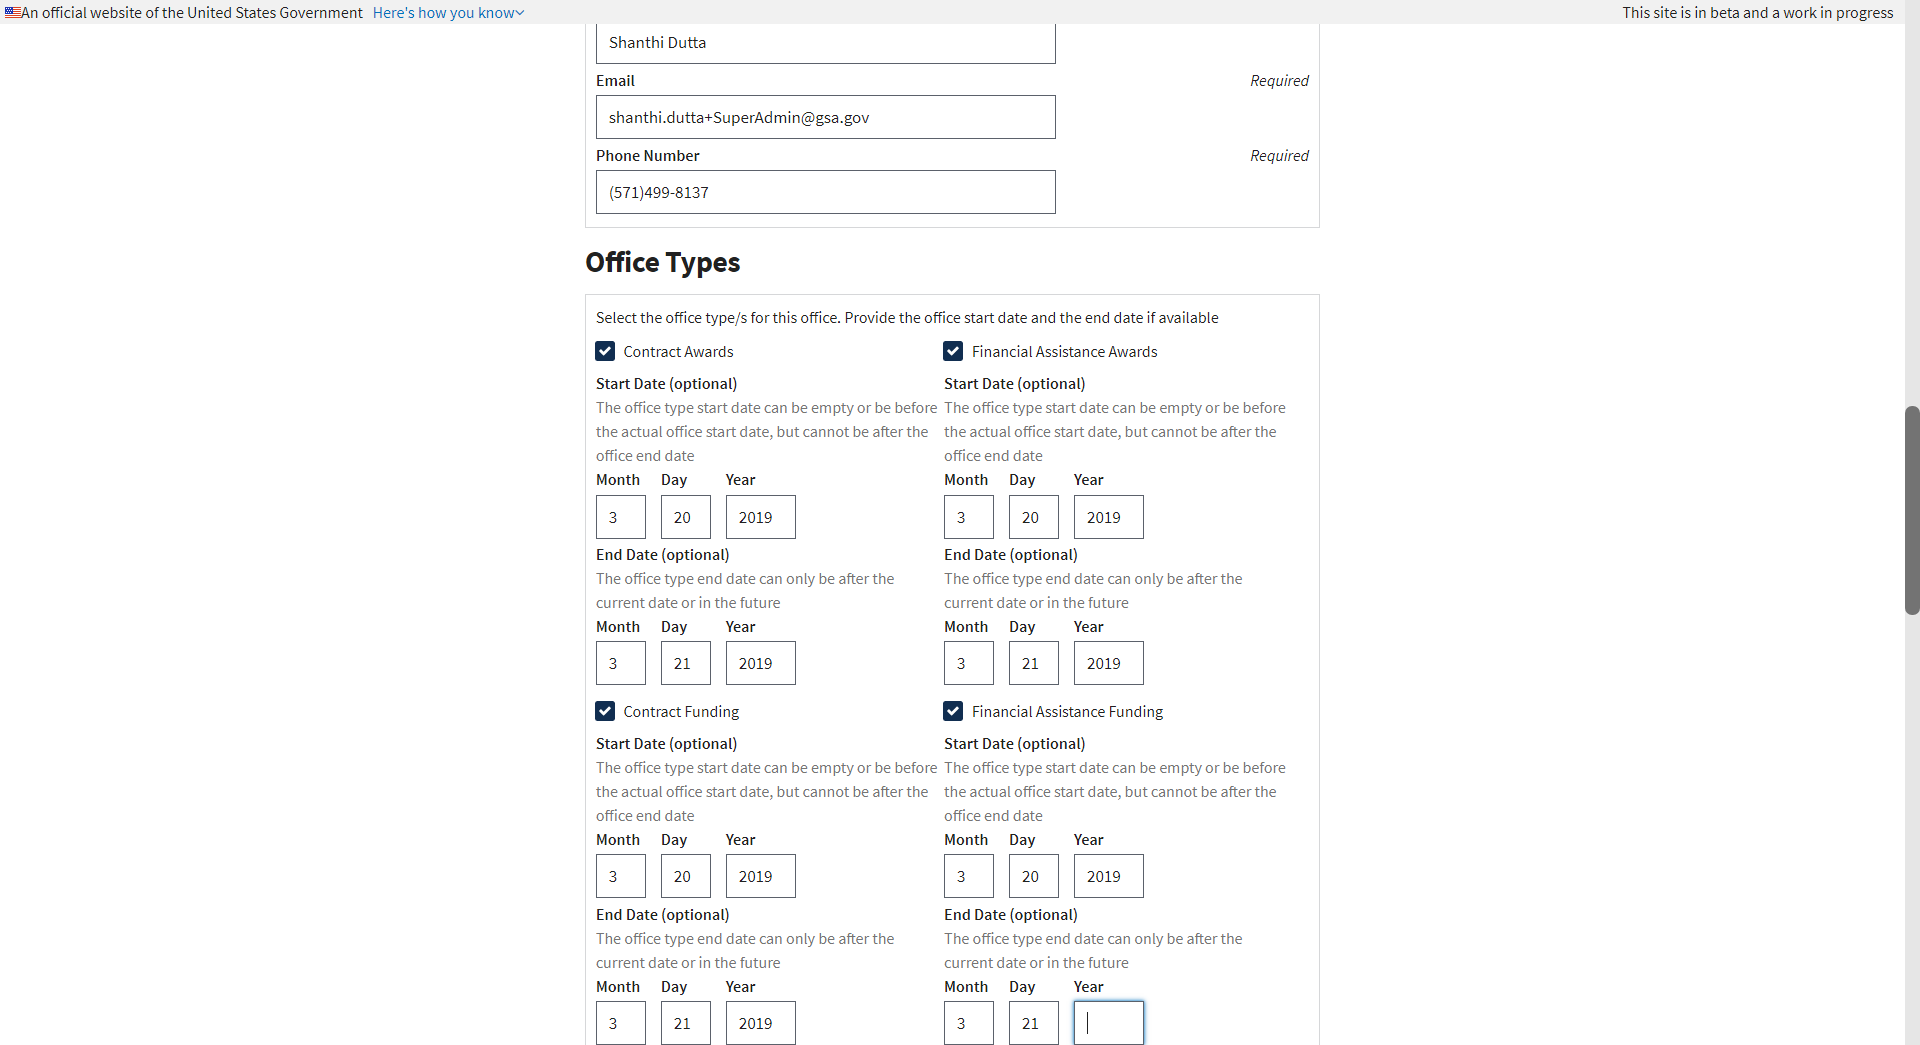 An official website of the United States Government Here's how you know
This site is in beta and a work in progress
Shanthi Dutta
Email Required
shanthi.dutta+SuperAdmin@gsa.gov
Phone Number Required
(571)499-8137
Office Types
Select the office type/s for this office. Provide the office start date and the end date if available
Contract Awards
Start Date (optional)
The office type start date can be empty or be before
the actual office start date, but cannot be after the
office end date
Month Day Year
3 20 2019
End Date (optional)
The office type end date can only be after the
current date or in the future
Month Day Year
3 21 2019
Financial Assistance Awards
Start Date (optional)
The office type start date can be empty or be before
the actual office start date, but cannot be after the
office end date
Month Day Year
3 20 2019
End Date (optional)
The office type end date can only be after the
current date or in the future
Month Day Year
3 21 2019
Contract Funding
Start Date (optional)
The office type start date can be empty or be before
the actual office start date, but cannot be after the
office end date
Month Day Year
3 20 2019
End Date (optional)
The office type end date can only be after the
current date or in the future
Month Day Year
3 21 2019
Financial Assistance Funding
Start Date (optional)
The office type start date can be empty or be before
the actual office start date, but cannot be after the
office end date
Month Day Year
3 20 2019
End Date (optional)
The office type end date can only be after the
current date or in the future
Month Day Year
3 21